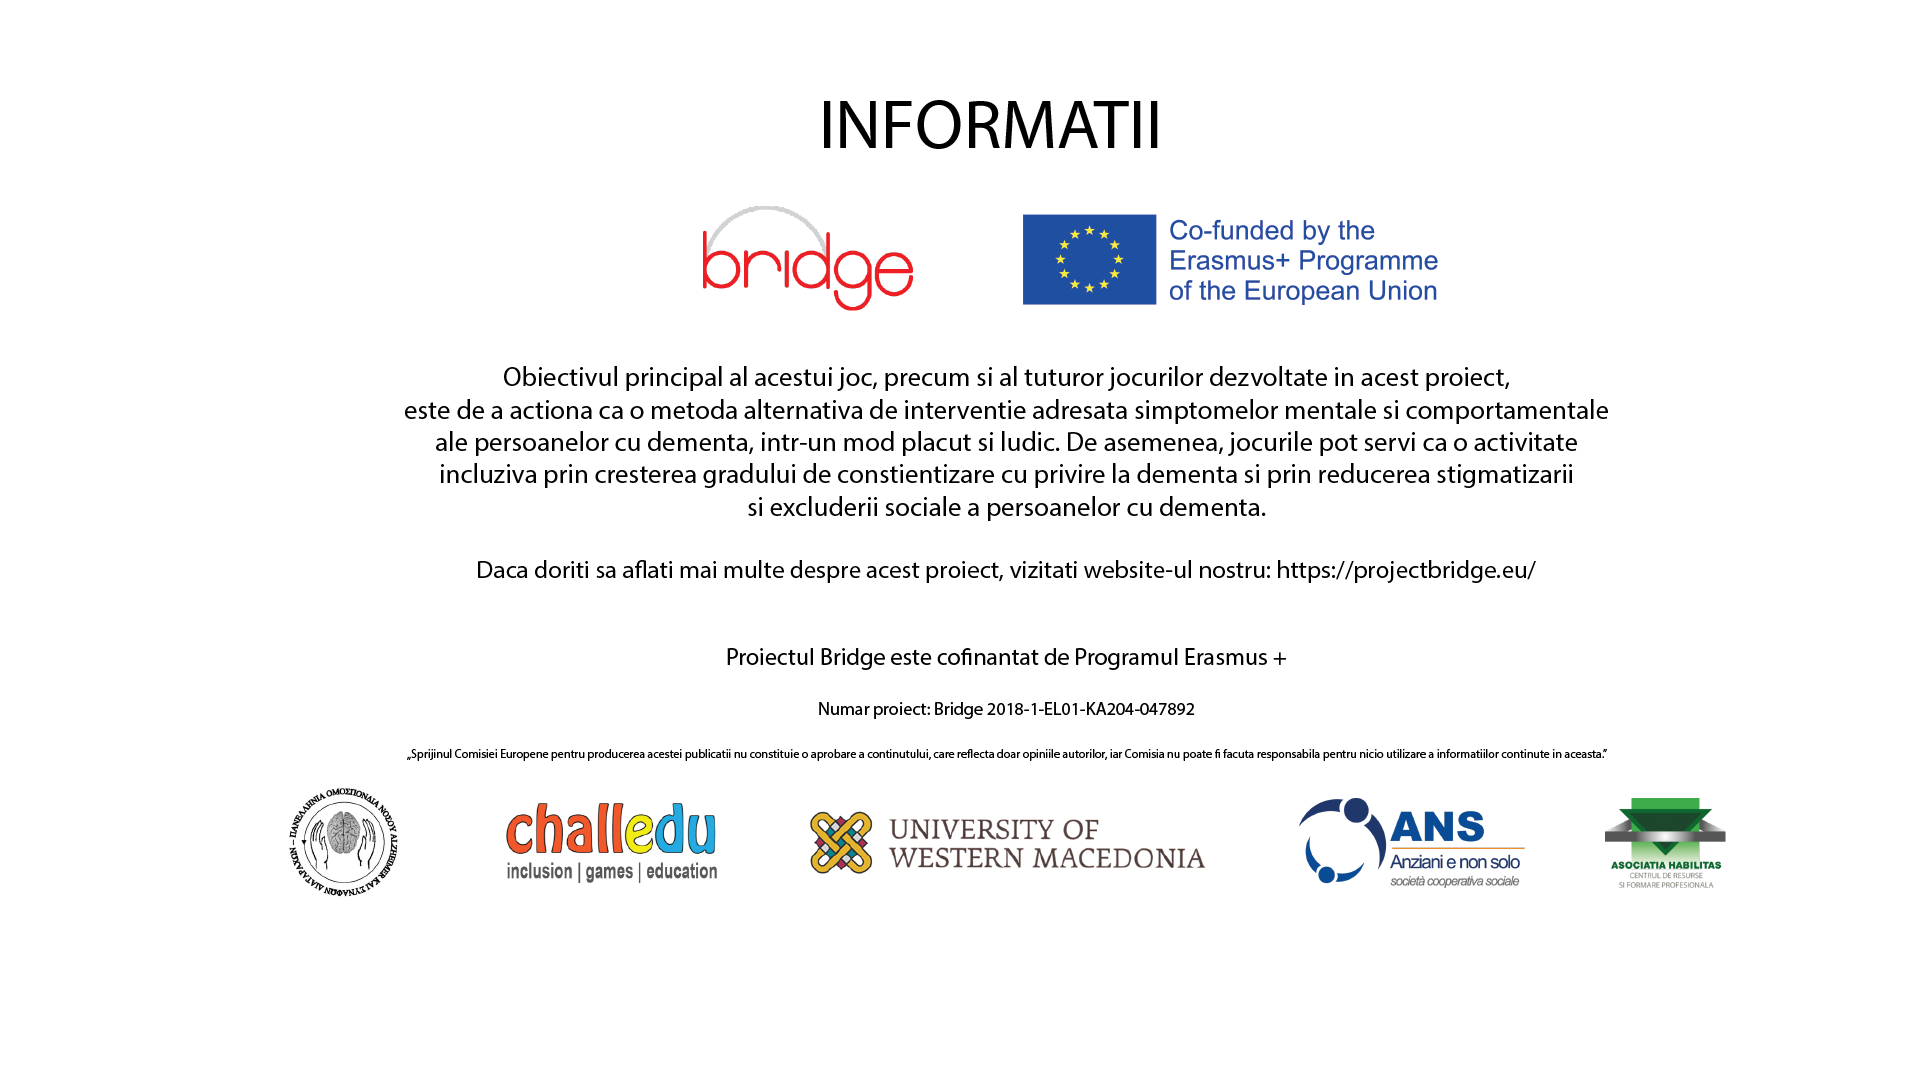 INFORMATII
bridge
Co-funded by the
Erasmus+ Programme
of the European Union
Obiectivul principal al acestui joc, precum si al tuturor jocurilor dezvoltate in acest proiect,
este de a actiona ca o metoda alternativa de interventie adresata simptomelor mentale si comportamentale
ale persoanelor cu dementa, intr-un mod placut si ludic. De asemenea, jocurile pot servi ca o activitate
incluziva prin cresterea gradului de constientizare cu privire la dementa si prin reducerea stigmatizarii
si excluderii sociale a persoanelor cu dementa.
Daca doriti sa aflati mai multe despre acest proiect, vizitati website-ul nostru: https://projectbridge.eu/
Proiectul Bridge este cofinantat de Programul Erasmus +
Numar proiect: Bridge 2018-1-EL01-KA204-047892
„Sprijinul Comisiei Europene pentru producerea acestei publicatii nu constituie o aprobare a continutului, care reflecta doar opiniile autorilor, iar Comisia nu poate fi facuta responsabila pentru nicio utilizare a informatiilor continute in aceasta.”
ΠΑΝΕΛΛΗΝΙΑ ΟΜΟΣΠΟΝΔΙΑ ΝΟΣΟΥ ALZHEIMER ΚΑΙ ΣΥΝΑΦΩΝ ΔΙΑΤΑΡΑΧΩΝ –
challedu
inclusion | games | education
UNIVERSITY OF
WESTERN MACEDONIA
ANS
Anziani e non solo
società cooperativa sociale
ASOCIATIA HABILITAS
CENTRUL DE RESURSE
SI FORMARE PROFESIONALA